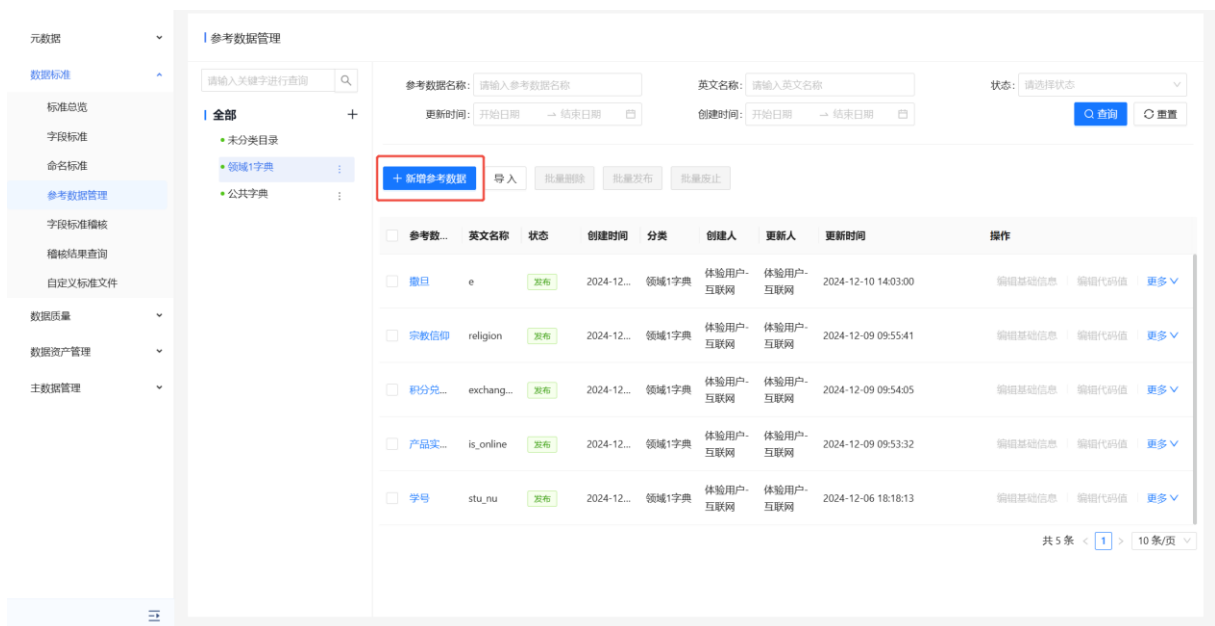 元数据
参考数据管理
数据标准
标准总览
字段标准
命名标准
参考数据管理
字段标准稽核
稽核结果查询
自定义标准文件
数据质量
数据资产管理
主数据管理
请输入关键字进行查询
全部
未分类目录
领域1字典
公共字典
参考数据名称: 请输入参考数据名称 英文名称: 请输入英文名称 状态: 请选择状态
更新时间: 开始日期 → 结束日期 创建时间: 开始日期 → 结束日期 查询 重置
+ 新增参考数据 导入 批量删除 批量发布 批量废止
参考数... 英文名称 状态 创建时间 分类 创建人 更新人 更新时间 操作
撒旦 e 发布 2024-12... 领域1字典 体验用户-互联网 体验用户-互联网 2024-12-10 14:03:00 编辑基础信息 编辑代码值 更多
宗教信仰 religion 发布 2024-12... 领域1字典 体验用户-互联网 体验用户-互联网 2024-12-09 09:55:41 编辑基础信息 编辑代码值 更多
积分兑... exchang... 发布 2024-12... 领域1字典 体验用户-互联网 体验用户-互联网 2024-12-09 09:54:05 编辑基础信息 编辑代码值 更多
产品实... is_online 发布 2024-12... 领域1字典 体验用户-互联网 体验用户-互联网 2024-12-09 09:53:32 编辑基础信息 编辑代码值 更多
学号 stu_nu 发布 2024-12... 领域1字典 体验用户-互联网 体验用户-互联网 2024-12-06 18:18:13 编辑基础信息 编辑代码值 更多
共 5 条 < 1 > 10 条/页